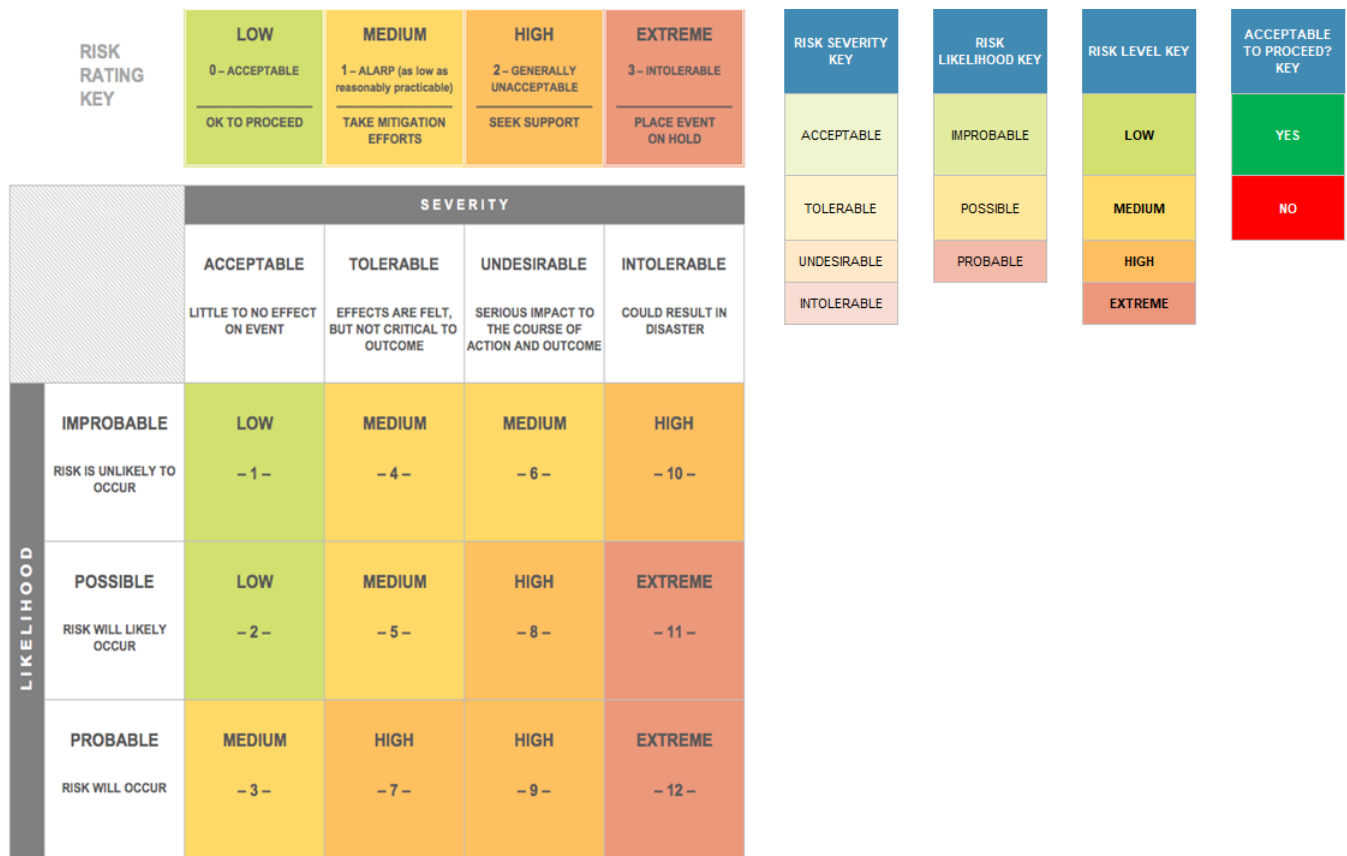 RISK
RATING
KEY
LOW
0 – ACCEPTABLE
OK TO PROCEED
MEDIUM
1 – ALARP (as low as
reasonably practicable)
TAKE MITIGATION
EFFORTS
HIGH
2 – GENERALLY
UNACCEPTABLE
SEEK SUPPORT
EXTREME
3 – INTOLERABLE
PLACE EVENT
ON HOLD
SEVERITY
ACCEPTABLE
LITTLE TO NO EFFECT
ON EVENT
TOLERABLE
EFFECTS ARE FELT,
BUT NOT CRITICAL TO
OUTCOME
UNDESIRABLE
SERIOUS IMPACT TO
THE COURSE OF
ACTION AND OUTCOME
INTOLERABLE
COULD RESULT IN
DISASTER
LIKELIHOOD
IMPROBABLE
RISK IS UNLIKELY TO
OCCUR
LOW
– 1 –
MEDIUM
– 4 –
MEDIUM
– 6 –
HIGH
– 10 –
POSSIBLE
RISK WILL LIKELY
OCCUR
LOW
– 2 –
MEDIUM
– 5 –
HIGH
– 8 –
EXTREME
– 11 –
PROBABLE
RISK WILL OCCUR
MEDIUM
– 3 –
HIGH
– 7 –
HIGH
– 9 –
EXTREME
– 12 –
RISK SEVERITY
KEY
ACCEPTABLE
TOLERABLE
UNDESIRABLE
INTOLERABLE
RISK
LIKELIHOOD KEY
IMPROBABLE
POSSIBLE
PROBABLE
RISK LEVEL KEY
LOW
MEDIUM
HIGH
EXTREME
ACCEPTABLE
TO PROCEED?
KEY
YES
NO